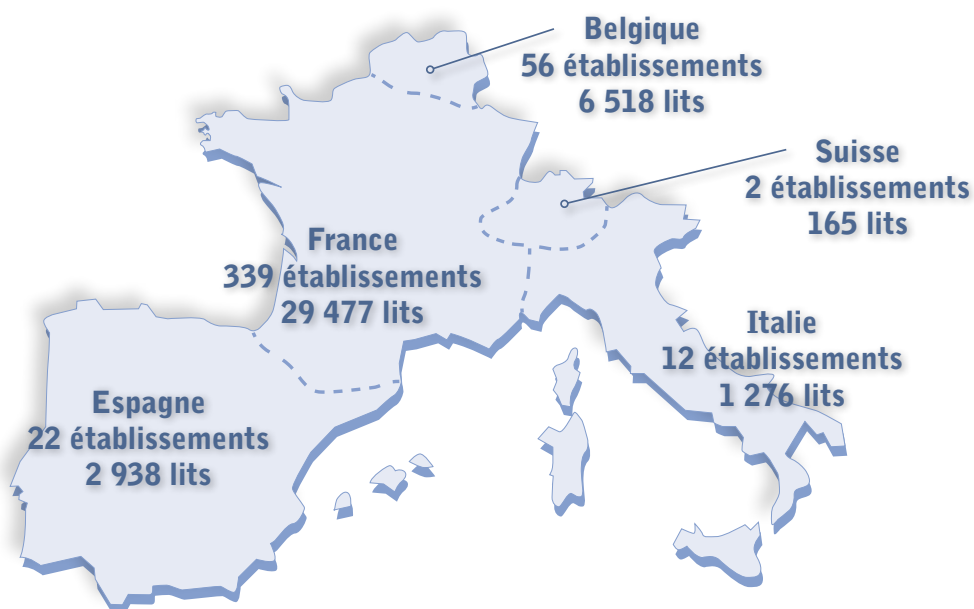 Belgique
56 établissements
6 518 lits
Suisse
2 établissements
165 lits
France
339 établissements
29 477 lits
Italie
12 établissements
1 276 lits
Espagne
22 établissements
2 938 lits